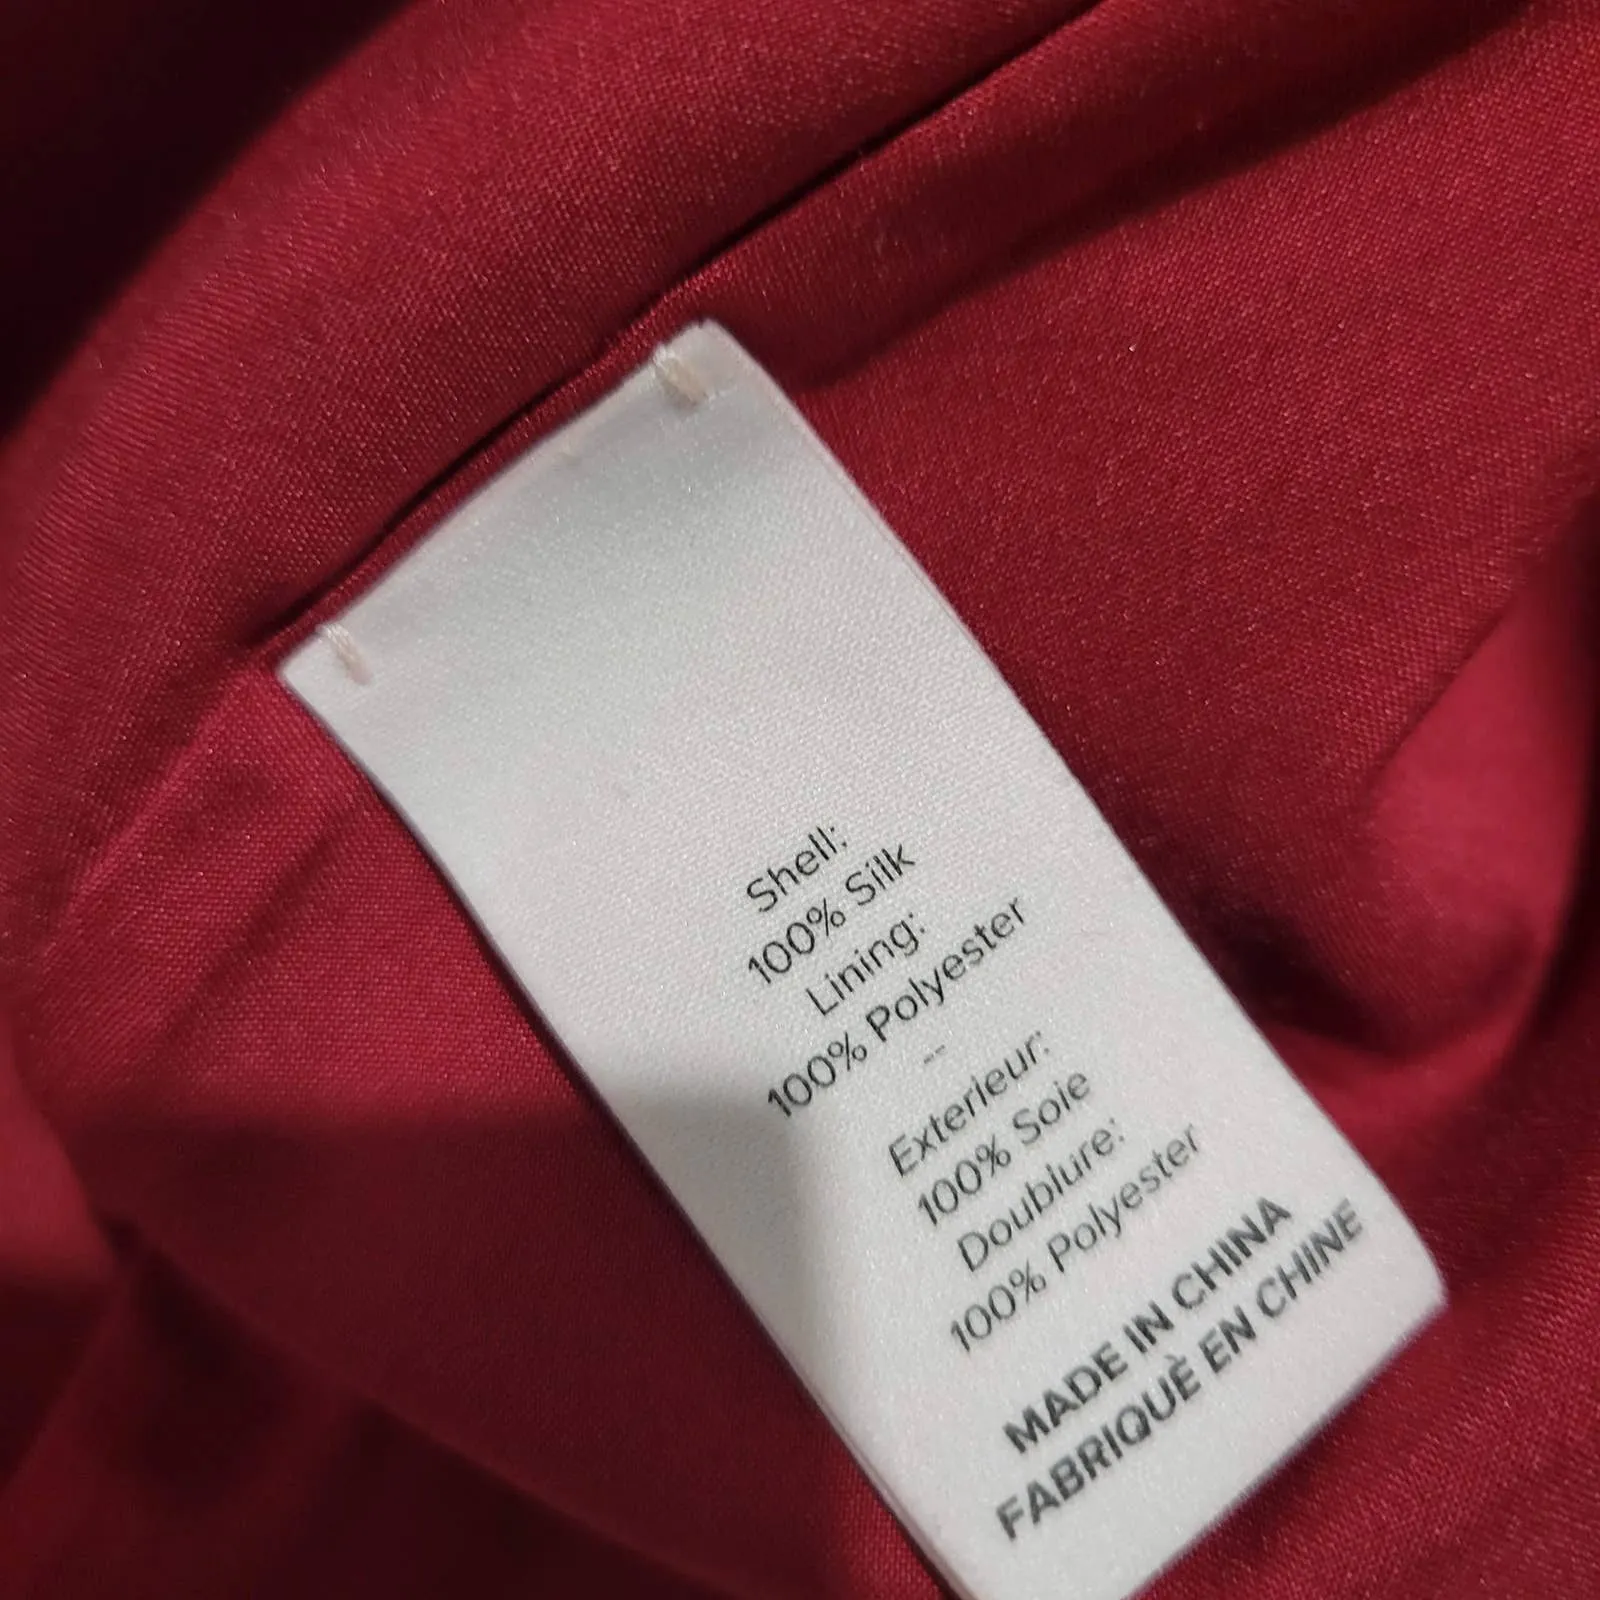 Shell:
100% Silk
Lining:
100% Polyester
--
Exterieur:
100% Soie
Doublure:
100% Polyester
MADE IN CHINA
FABRIQUÈ EN CHINE